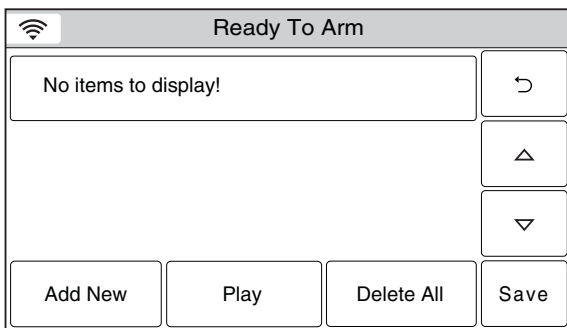 Ready To Arm
No items to display!
Add New
Play
Delete All
Save